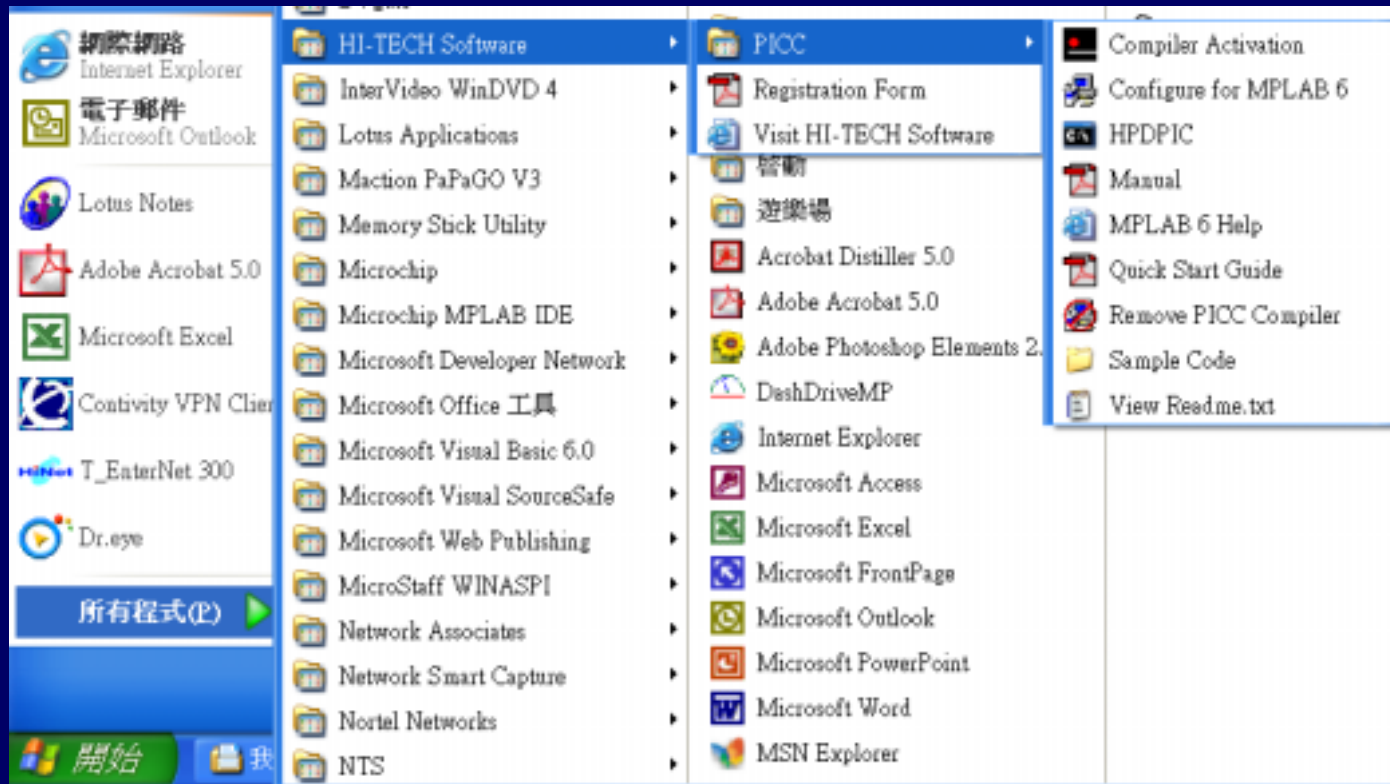 網際網路
Internet Explorer
電子郵件
Microsoft Outlook
Lotus Notes
Adobe Acrobat 5.0
Microsoft Excel
Contivity VPN Clien
T_EnterNet 300
Dr.eye
所有程式(P)
開始
我
HI-TECH Software
InterVideo WinDVD 4
Lotus Applications
Maction PaPaGO V3
Memory Stick Utility
Microchip
Microchip MPLAB IDE
Microsoft Developer Network
Microsoft Office 工具
Microsoft Visual Basic 6.0
Microsoft Visual SourceSafe
Microsoft Web Publishing
MicroStaff WINASPI
Network Associates
Network Smart Capture
Nortel Networks
NTS
PICC
Registration Form
Visit HI-TECH Software
啟動
遊樂場
Acrobat Distiller 5.0
Adobe Acrobat 5.0
Adobe Photoshop Elements 2.
DashDriveMP
Internet Explorer
Microsoft Access
Microsoft Excel
Microsoft FrontPage
Microsoft Outlook
Microsoft PowerPoint
Microsoft Word
MSN Explorer
Compiler Activation
Configure for MPLAB 6
HPDPIC
Manual
MPLAB 6 Help
Quick Start Guide
Remove PICC Compiler
Sample Code
View Readme.txt